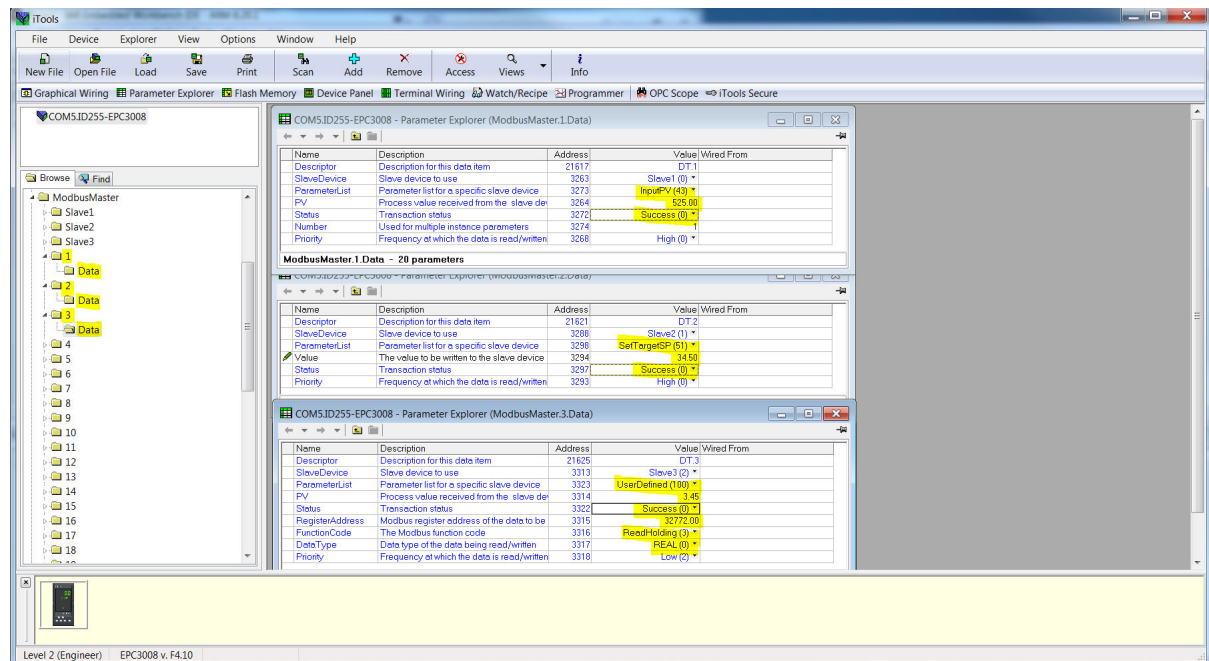 iTools
File Device Explorer View Options Window Help
New File Open File Load Save Print Scan Add Remove Access Views Info
Graphical Wiring Parameter Explorer Flash Memory Device Panel Terminal Wiring Watch/Recipe Programmer OPC Scope iTools Secure
COM5.ID255-EPC3008
Browse Find
ModbusMaster
Slave1
Slave2
Slave3
1
Data
2
Data
3
Data
4
5
6
7
8
9
10
11
12
13
14
15
16
17
18
COM5.ID255-EPC3008 - Parameter Explorer (ModbusMaster.1.Data)
Name Description Address Value Wired From
Descriptor Description for this data item 21617 DT.1
SlaveDevice Slave device to use 3263 Slave1 (0)
ParameterList Parameter list for a specific slave device 3273 InputPV (43)
PV Process value received from the slave de 3264 525.00
Status Transaction status 3272 Success (0)
Number Used for multiple instance parameters 3274 1
Priority Frequency at which the data is read/written 3268 High (0)
ModbusMaster.1.Data - 20 parameters
COM5.ID255-EPC3008 - Parameter Explorer (ModbusMaster.2.Data)
Name Description Address Value Wired From
Descriptor Description for this data item 21621 DT.2
SlaveDevice Slave device to use 3288 Slave2 (1)
ParameterList Parameter list for a specific slave device 3298 SetTargetSP (51)
Value The value to be written to the slave device 3294 34.50
Status Transaction status 3297 Success (0)
Priority Frequency at which the data is read/written 3293 High (0)
COM5.ID255-EPC3008 - Parameter Explorer (ModbusMaster.3.Data)
Name Description Address Value Wired From
Descriptor Description for this data item 21625 DT.3
SlaveDevice Slave device to use 3313 Slave3 (2)
ParameterList Parameter list for a specific slave device 3323 UserDefined (100)
PV Process value received from the slave de 3314 3.45
Status Transaction status 3322 Success (0)
RegisterAddress Modbus register address of the data to be 3315 32772.00
FunctionCode The Modbus function code 3316 ReadHolding (3)
DataType Data type of the data being read/written 3317 REAL (0)
Priority Frequency at which the data is read/written 3318 Low (2)
Level 2 (Engineer) EPC3008 v. F4.10